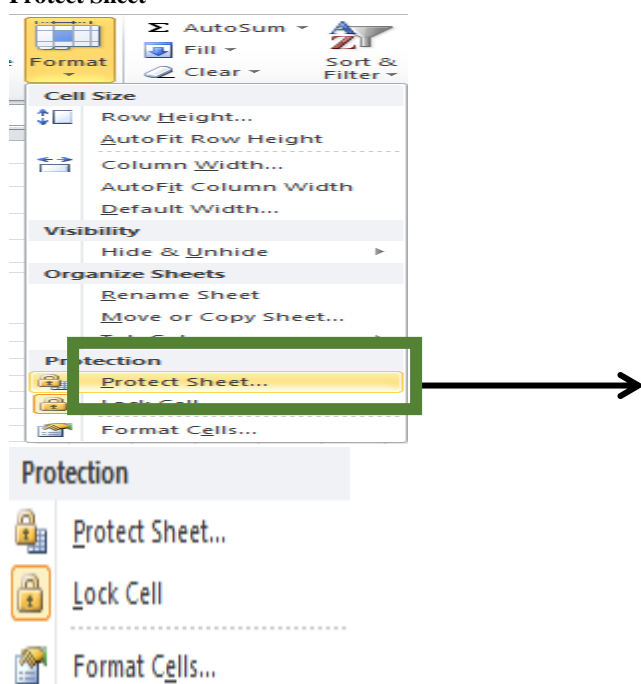 Protect Sheet
Format
Σ AutoSum
Fill
Clear
Sort &
Filter
Cell Size
Row Height...
AutoFit Row Height
Column Width...
AutoFit Column Width
Default Width...
Visibility
Hide & Unhide
Organize Sheets
Rename Sheet
Move or Copy Sheet...
Protection
Protect Sheet...
Lock Cell
Format Cells...
Protection
Protect Sheet...
Lock Cell
Format Cells...